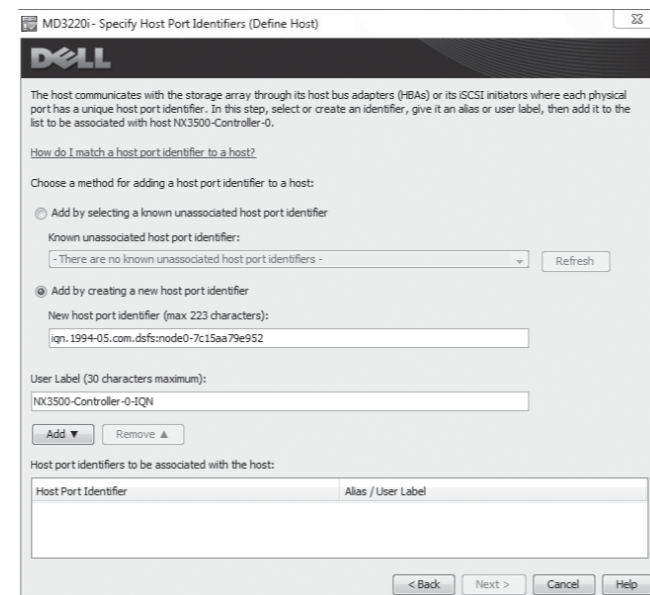 MD3220i - Specify Host Port Identifiers (Define Host)
DELL
The host communicates with the storage array through its host bus adapters (HBAs) or its iSCSI initiators where each physical
port has a unique host port identifier. In this step, select or create an identifier, give it an alias or user label, then add it to the
list to be associated with host NX3500-Controller-0.
How do I match a host port identifier to a host?
Choose a method for adding a host port identifier to a host:
Add by selecting a known unassociated host port identifier
Known unassociated host port identifier:
- There are no known unassociated host port identifiers -
Refresh
Add by creating a new host port identifier
New host port identifier (max 223 characters):
iqn.1994-05.com.dsfs:node0-7c15aa79e952
User Label (30 characters maximum):
NX3500-Controller-0-IQN
Add ▼ Remove ▲
Host port identifiers to be associated with the host:
Host Port Identifier Alias / User Label
< Back Next > Cancel Help